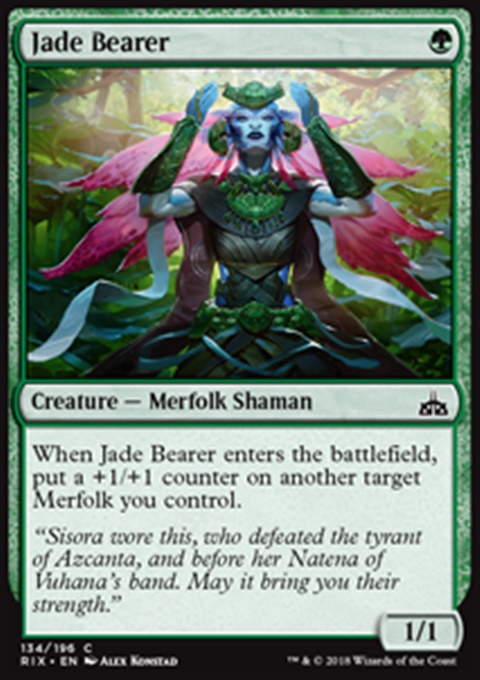 Jade Bearer
Creature — Merfolk Shaman
When Jade Bearer enters the battlefield,
put a +1/+1 counter on another target
Merfolk you control.
“Sisora wore this, who defeated the tyrant
of Azcanta, and before her Natena of
Vuhana’s band. May it bring you their
strength.”
1/1
134/196 C
RIX • EN Alex Konstad
™ & © 2018 Wizards of the Coast